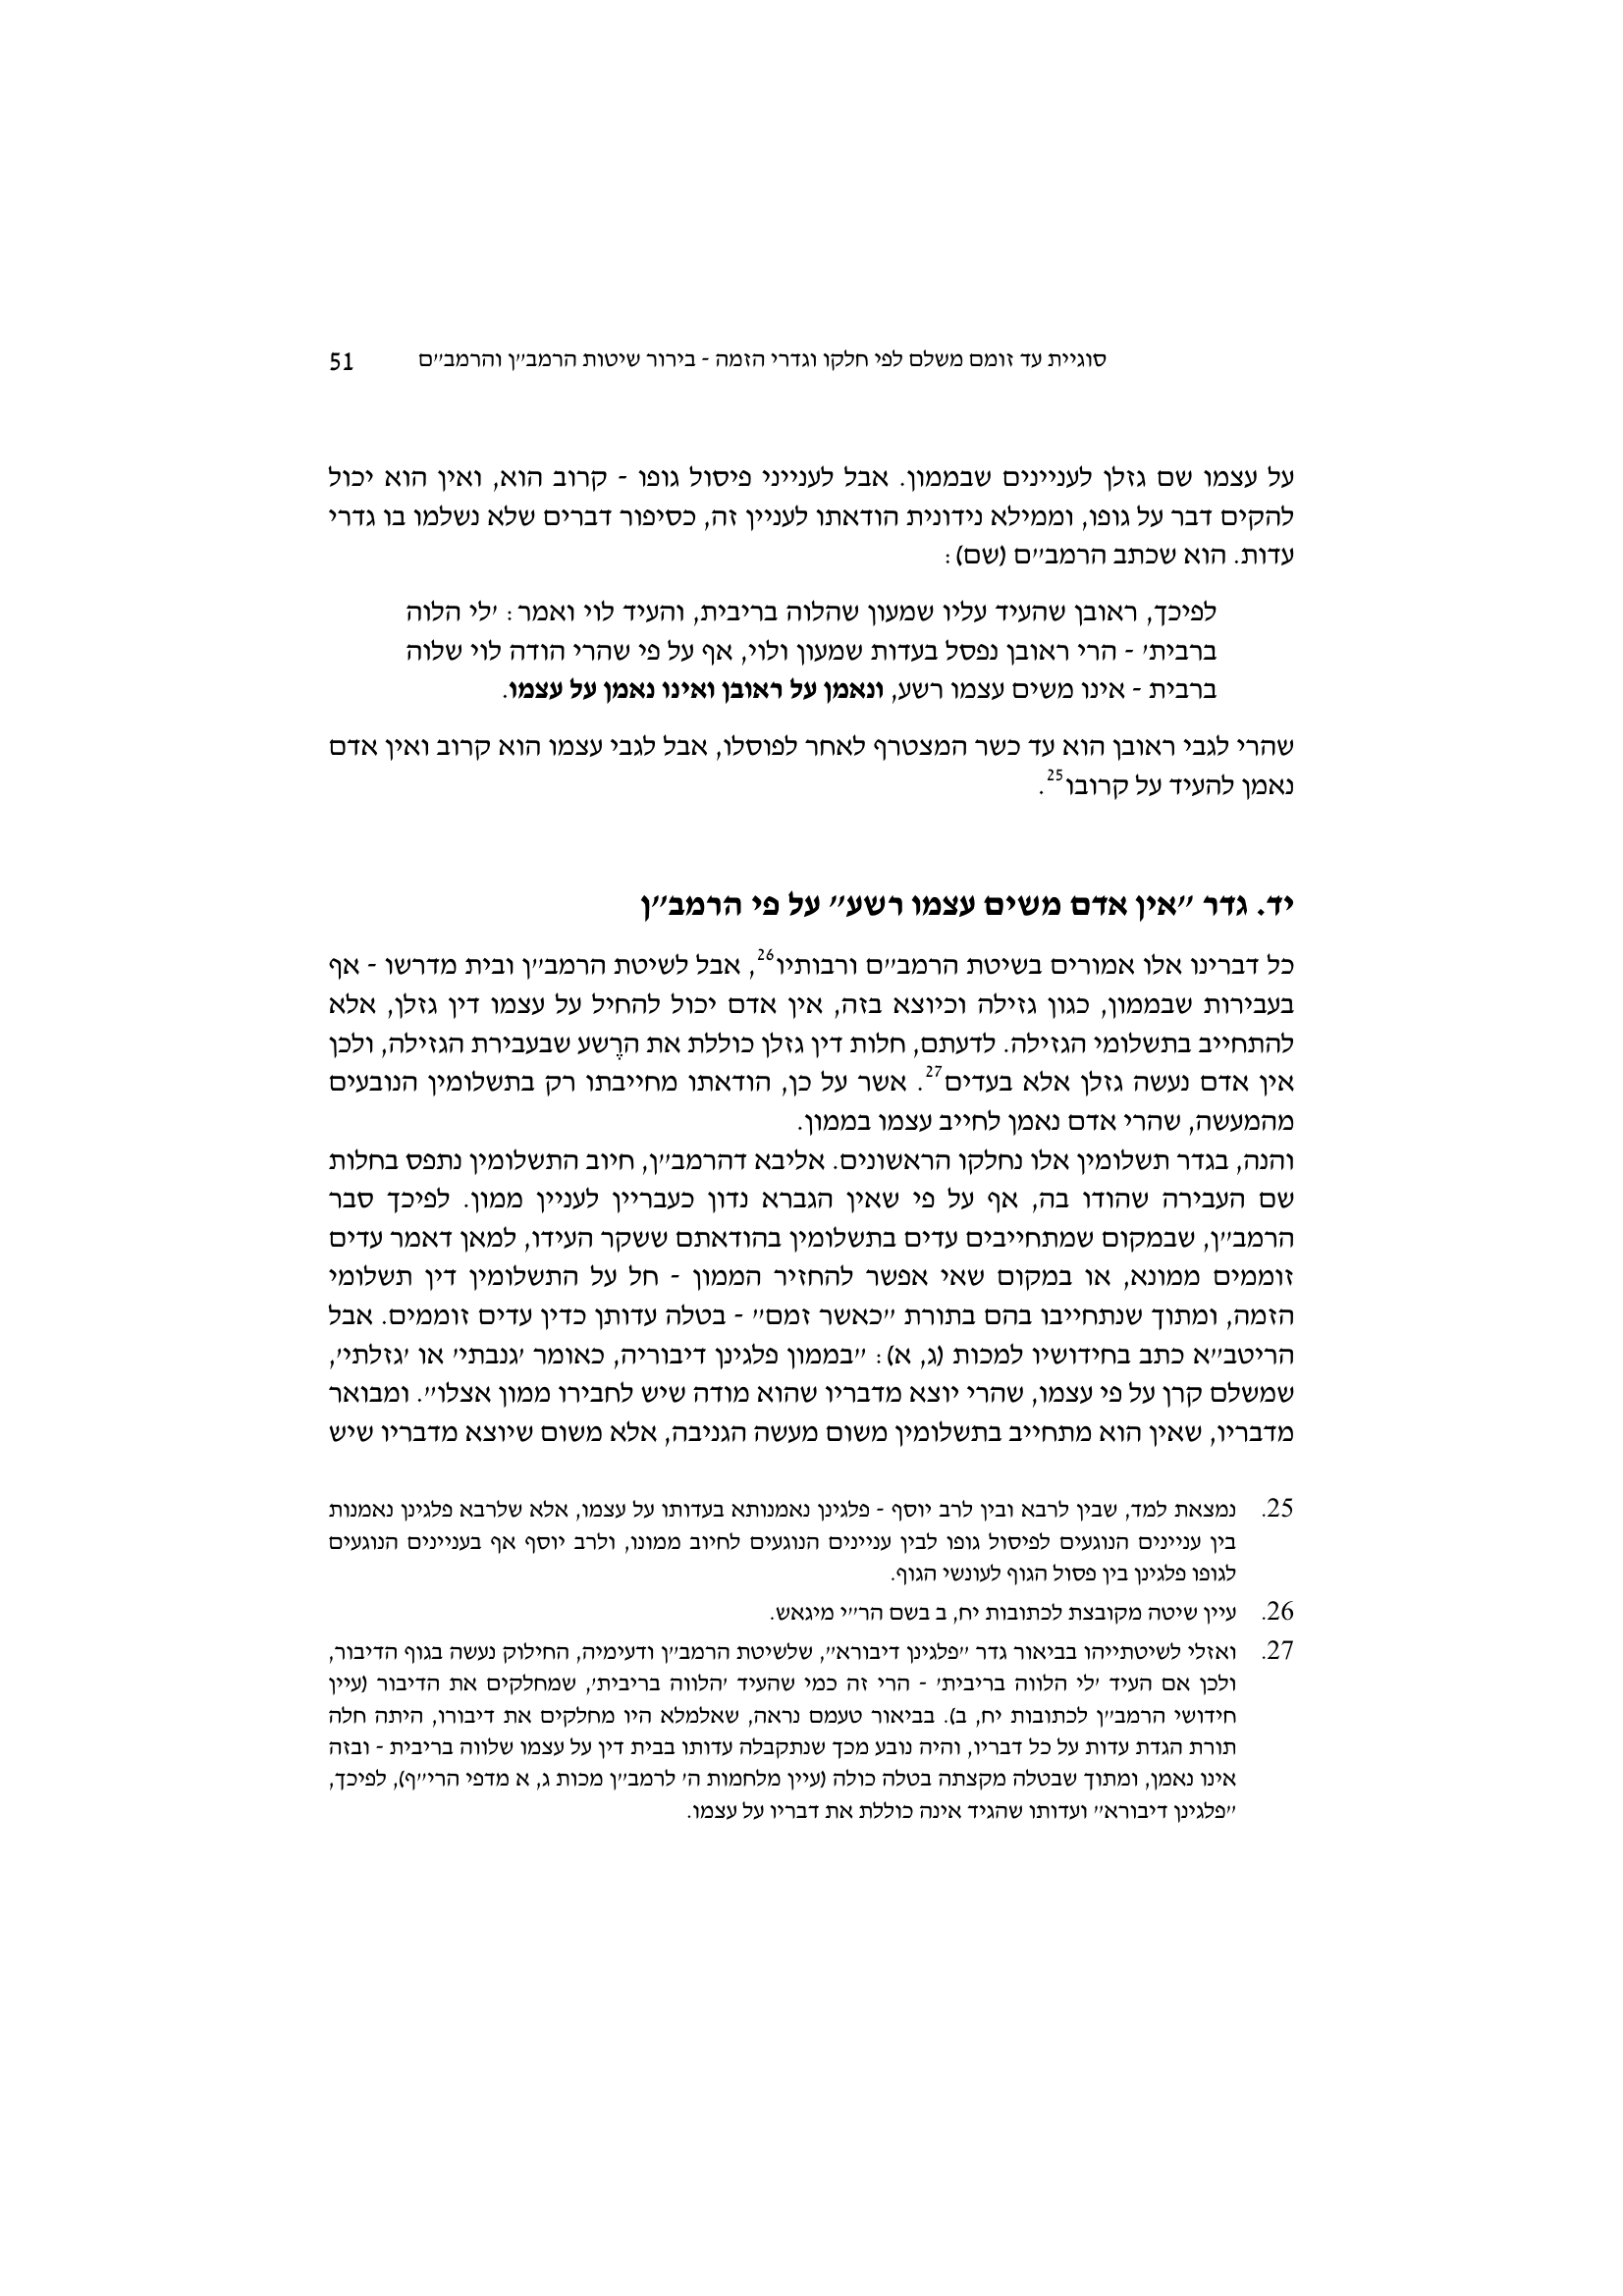 סוגיית עד זומם משלם לפי חלקו וגדרי הזמה - בירור שיטות הרמב״ן והרמב״ם 51
על עצמו שם גזלן לעניינים שבממון. אבל לענייני פיסול גופו - קרוב הוא, ואין הוא יכול
להקים דבר על גופו, וממילא נידונית הודאתו לעניין זה, כסיפור דברים שלא נשלמו בו גדרי
עדות. הוא שכתב הרמב״ם (שם):
לפיכך, ראובן שהעיד עליו שמעון שהלוה בריבית, והעיד לוי ואמר: ׳לי הלוה
ברבית׳ - הרי ראובן נפסל בעדות שמעון ולוי, אף על פי שהרי הודה לוי שלוה
ברבית - אינו משים עצמו רשע, ונאמן על ראובן ואינו נאמן על עצמו.
שהרי לגבי ראובן הוא עד כשר המצטרף לאחר לפוסלו, אבל לגבי עצמו הוא קרוב ואין אדם
נאמן להעיד על קרובו25.
יד. גדר ״אין אדם משים עצמו רשע״ על פי הרמב״ן
כל דברינו אלו אמורים בשיטת הרמב״ם ורבותיו26, אבל לשיטת הרמב״ן ובית מדרשו - אף
בעבירות שבממון, כגון גזילה וכיוצא בזה, אין אדם יכול להחיל על עצמו דין גזלן, אלא
להתחייב בתשלומי הגזילה. לדעתם, חלות דין גזלן כוללת את הרֶשע שבעבירת הגזילה, ולכן
אין אדם נעשה גזלן אלא בעדים27. אשר על כן, הודאתו מחייבתו רק בתשלומין הנובעים
מהמעשה, שהרי אדם נאמן לחייב עצמו בממון.
והנה, בגדר תשלומין אלו נחלקו הראשונים. אליבא דהרמב״ן, חיוב התשלומין נתפס בחלות
שם העבירה שהודו בה, אף על פי שאין הגברא נדון כעבריין לעניין ממון. לפיכך סבר
הרמב״ן, שבמקום שמתחייבים עדים בתשלומין בהודאתם ששקר העידו, למאן דאמר עדים
זוממים ממונא, או במקום שאי אפשר להחזיר הממון - חל על התשלומין דין תשלומי
הזמה, ומתוך שנתחייבו בהם בתורת ״כאשר זמם״ - בטלה עדותן כדין עדים זוממים. אבל
הריטב״א כתב בחידושיו למכות (ג, א): ״בממון פלגינן דיבוריה, כאומר ׳גנבתי׳ או ׳גזלתי׳,
שמשלם קרן על פי עצמו, שהרי יוצא מדבריו שהוא מודה שיש לחבירו ממון אצלו״. ומבואר
מדבריו, שאין הוא מתחייב בתשלומין משום מעשה הגניבה, אלא משום שיוצא מדבריו שיש
25. נמצאת למד, שבין לרבא ובין לרב יוסף - פלגינן נאמנותא בעדותו על עצמו, אלא שלרבא פלגינן נאמנות
בין עניינים הנוגעים לפיסול גופו לבין עניינים הנוגעים לחיוב ממונו, ולרב יוסף אף בעניינים הנוגעים
לגופו פלגינן בין פסול הגוף לעונשי הגוף.
26. עיין שיטה מקובצת לכתובות יח, ב בשם הר״י מיגאש.
27. ואזלי לשיטתייהו בביאור גדר ״פלגינן דיבורא״, שלשיטת הרמב״ן ודעימיה, החילוק נעשה בגוף הדיבור,
ולכן אם העיד ׳לי הלווה בריבית׳ - הרי זה כמי שהעיד ׳הלווה בריבית׳, שמחלקים את הדיבור (עיין
חידושי הרמב״ן לכתובות יח, ב). בביאור טעמם נראה, שאלמלא היו מחלקים את דיבורו, היתה חלה
תורת הגדת עדות על כל דבריו, והיה נובע מכך שנתקבלה עדותו בבית דין על עצמו שלווה בריבית - ובזה
אינו נאמן, ומתוך שבטלה מקצתה בטלה כולה (עיין מלחמות ה׳ לרמב״ן מכות ג, א מדפי הרי״ף), לפיכך,
״פלגינן דיבורא״ ועדותו שהגיד אינה כוללת את דבריו על עצמו.